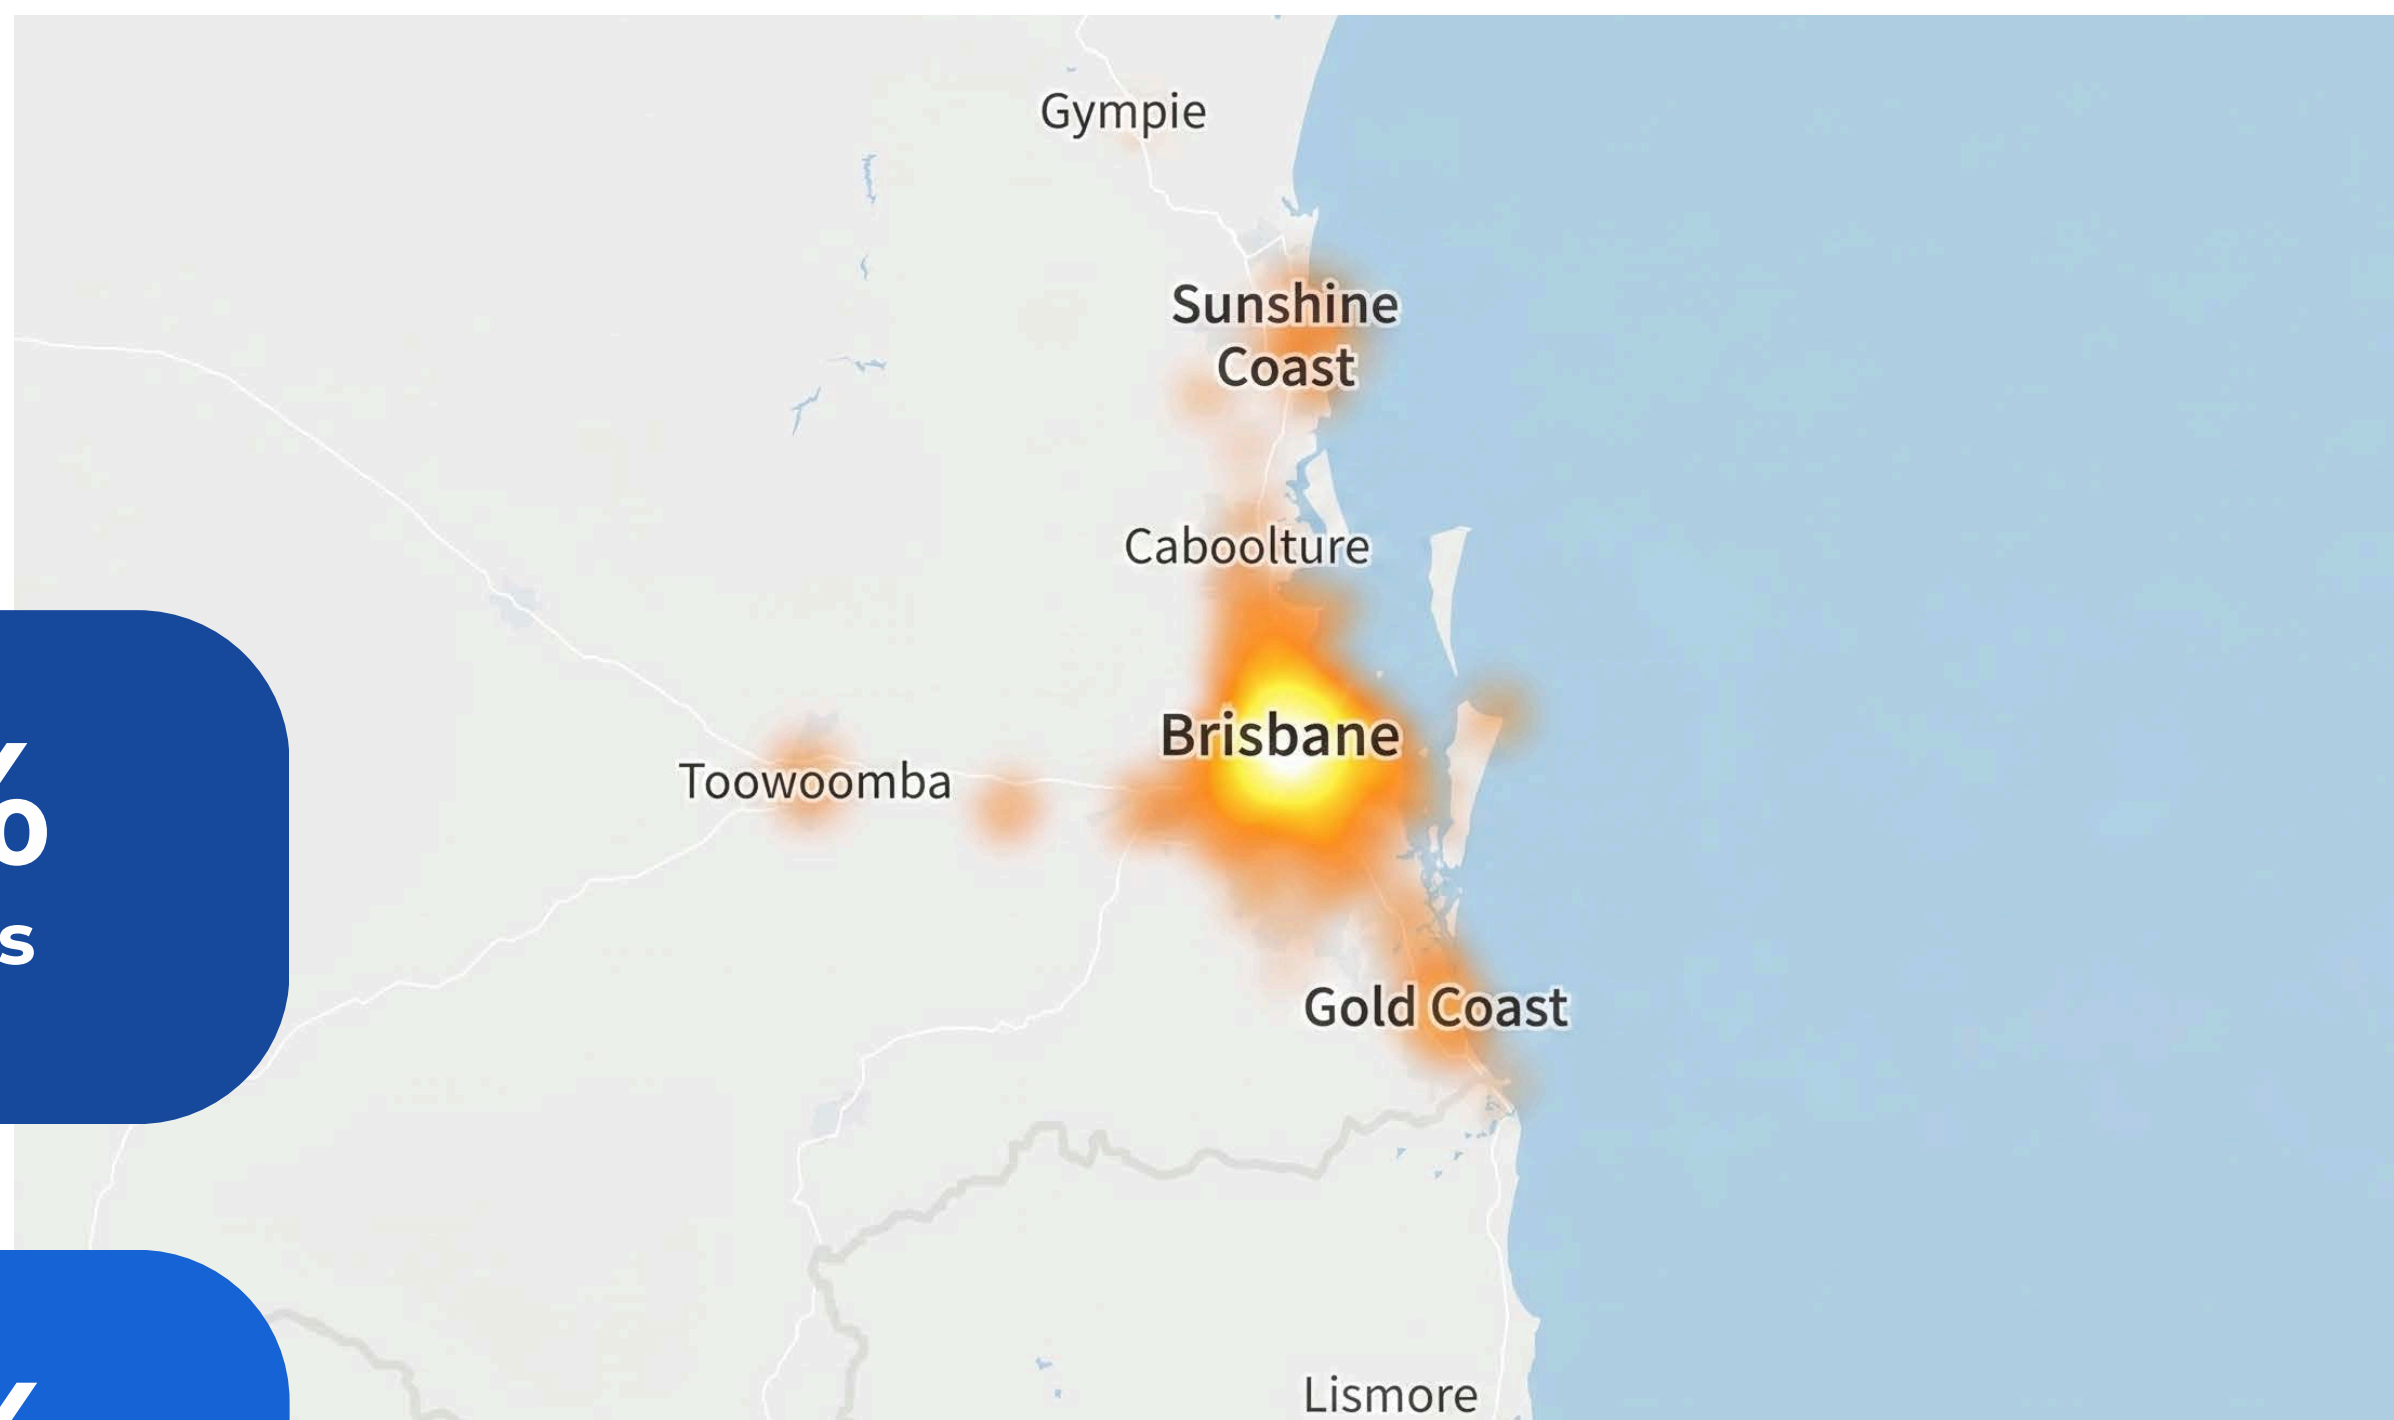 Gympie
Sunshine
Coast
Caboolture
Brisbane
Toowoomba
%
s
Gold Coast
Lismore
%